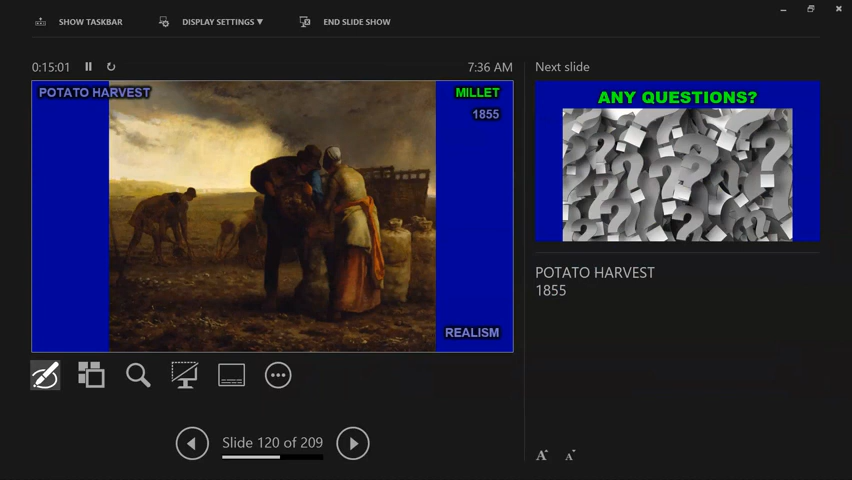 SHOW TASKBAR
DISPLAY SETTINGS ▼
END SLIDE SHOW
0:15:01
7:36 AM
POTATO HARVEST
MILLET
1855
REALISM
Slide 120 of 209
Next slide
ANY QUESTIONS?
POTATO HARVEST
1855
A A